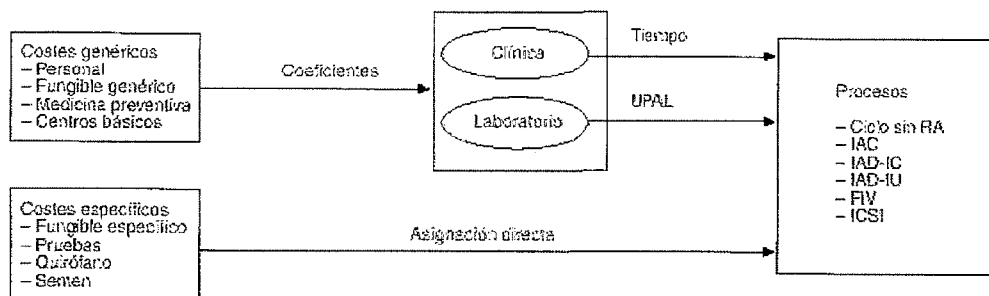 Costes genéricos
– Personal
– Fungible genérico
– Medicina preventiva
– Centros básicos
Coeficientes
Clínica
Laboratorio
Tiempo
UPAL
Procesos
– Ciclo sin RA
– IAC
– IAD-IC
– IAD-IU
– FIV
– ICSI
Costes específicos
– Fungible específico
– Pruebas
– Quirófano
– Semen
Asignación directa